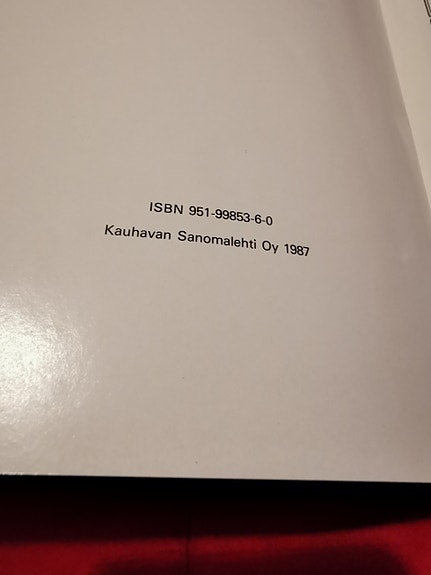 ISBN 951-99853-6-0
Kauhavan Sanomalehti Oy 1987